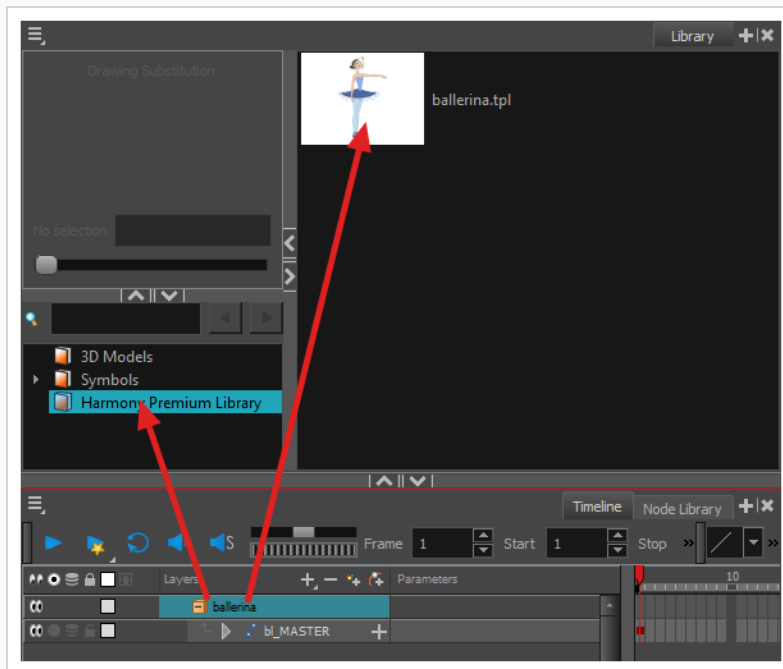 Library
Drawing Substitution
ballerina.tpl
No selection
3D Models
Symbols
Harmony Premium Library
Timeline
Node Library
S
Frame 1
Start 1
Stop
Layers
Parameters
10
ballerina
bl_MASTER